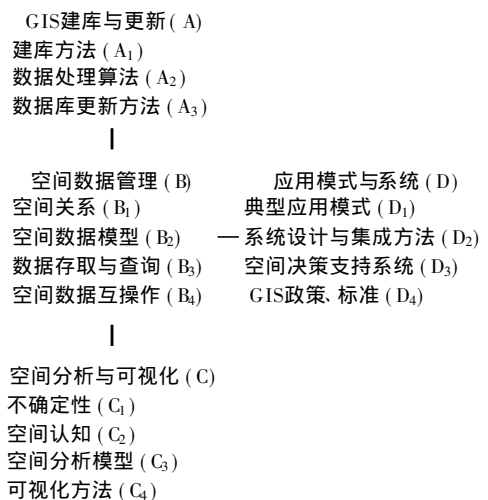 GIS建库与更新(A)
建库方法(A₁)
数据处理算法(A₂)
数据库更新方法(A₃)
空间数据管理(B)
空间关系(B₁)
空间数据模型(B₂)
数据存取与查询(B₃)
空间数据互操作(B₄)
应用模式与系统(D)
典型应用模式(D₁)
系统设计与集成方法(D₂)
空间决策支持系统(D₃)
GIS政策、标准(D₄)
空间分析与可视化(C)
不确定性(C₁)
空间认知(C₂)
空间分析模型(C₃)
可视化方法(C₄)